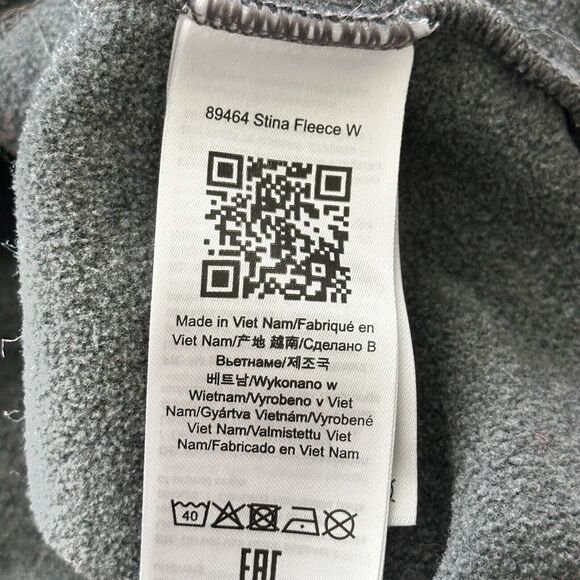 89464 Stina Fleece W
Made in Viet Nam/Fabriqué en
Viet Nam/产地 越南/Сделано В
Вьетнаме/제조국
베트남/Wykonano w
Wietnam/Vyrobeno v Viet
Nam/Gyártva Vietnám/Vyrobené
Viet Nam/Valmistettu Viet
Nam/Fabricado en Viet Nam
40
EAC